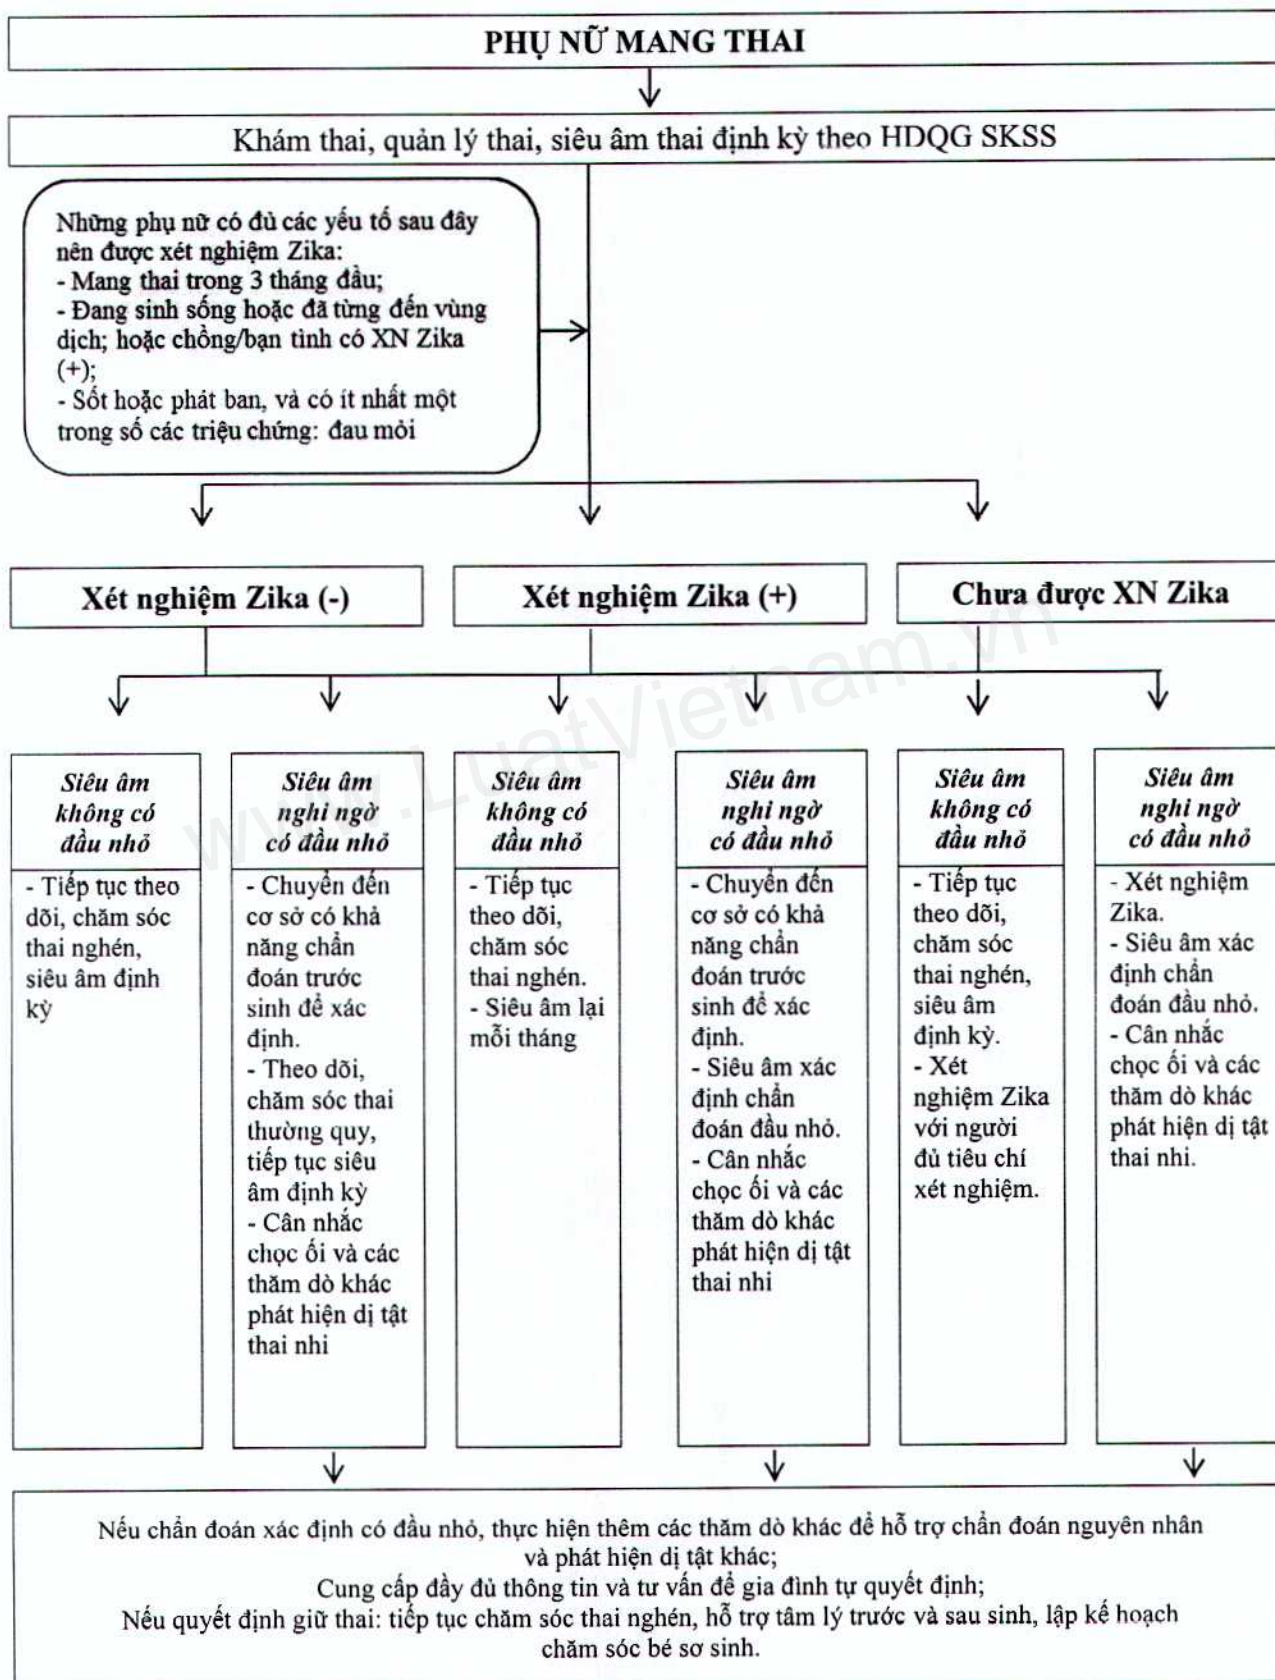 PHỤ NỮ MANG THAI
Khám thai, quản lý thai, siêu âm thai định kỳ theo HDQG SKSS
Những phụ nữ có đủ các yếu tố sau đây
nên được xét nghiệm Zika:
- Mang thai trong 3 tháng đầu;
- Đang sinh sống hoặc đã từng đến vùng
dịch; hoặc chồng/bạn tình có XN Zika
(+);
- Sốt hoặc phát ban, và có ít nhất một
trong số các triệu chứng: đau mỏi
Xét nghiệm Zika (-)
Xét nghiệm Zika (+)
Chưa được XN Zika
Siêu âm
không có
đầu nhỏ
- Tiếp tục theo
dõi, chăm sóc
thai nghén,
siêu âm định
kỳ
Siêu âm
nghi ngờ
có đầu nhỏ
- Chuyển đến
cơ sở có khả
năng chẩn
đoán trước
sinh để xác
định.
- Theo dõi,
chăm sóc thai
thường quy,
tiếp tục siêu
âm định kỳ
- Cân nhắc
chọc ối và các
thăm dò khác
phát hiện dị tật
thai nhi
Siêu âm
không có
đầu nhỏ
- Tiếp tục
theo dõi,
chăm sóc
thai nghén.
- Siêu âm lại
mỗi tháng
Siêu âm
nghi ngờ
có đầu nhỏ
- Chuyển đến
cơ sở có khả
năng chẩn
đoán trước
sinh để xác
định.
- Siêu âm xác
định chẩn
đoán đầu nhỏ.
- Cân nhắc
chọc ối và các
thăm dò khác
phát hiện dị tật
thai nhi
Siêu âm
không có
đầu nhỏ
- Tiếp tục
theo dõi,
chăm sóc
thai nghén,
siêu âm
định kỳ.
- Xét
nghiệm Zika
với người
đủ tiêu chí
xét nghiệm.
Siêu âm
nghi ngờ
có đầu nhỏ
- Xét nghiệm
Zika.
- Siêu âm xác
định chẩn
đoán đầu nhỏ.
- Cân nhắc
chọc ối và các
thăm dò khác
phát hiện dị tật
thai nhi.
Nếu chẩn đoán xác định có đầu nhỏ, thực hiện thêm các thăm dò khác để hỗ trợ chẩn đoán nguyên nhân
và phát hiện dị tật khác;
Cung cấp đầy đủ thông tin và tư vấn để gia đình tự quyết định;
Nếu quyết định giữ thai: tiếp tục chăm sóc thai nghén, hỗ trợ tâm lý trước và sau sinh, lập kế hoạch
chăm sóc bé sơ sinh.
www.LuatVietnam.vn